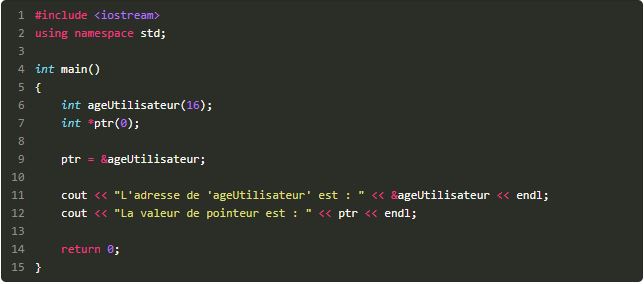 1 #include <iostream>
2 using namespace std;
3
4 int main()
5 {
6     int ageUtilisateur(16);
7     int *ptr(0);
8
9     ptr = &ageUtilisateur;
10
11     cout << "L'adresse de 'ageUtilisateur' est : " << &ageUtilisateur << endl;
12     cout << "La valeur de pointeur est : " << ptr << endl;
13
14     return 0;
15 }